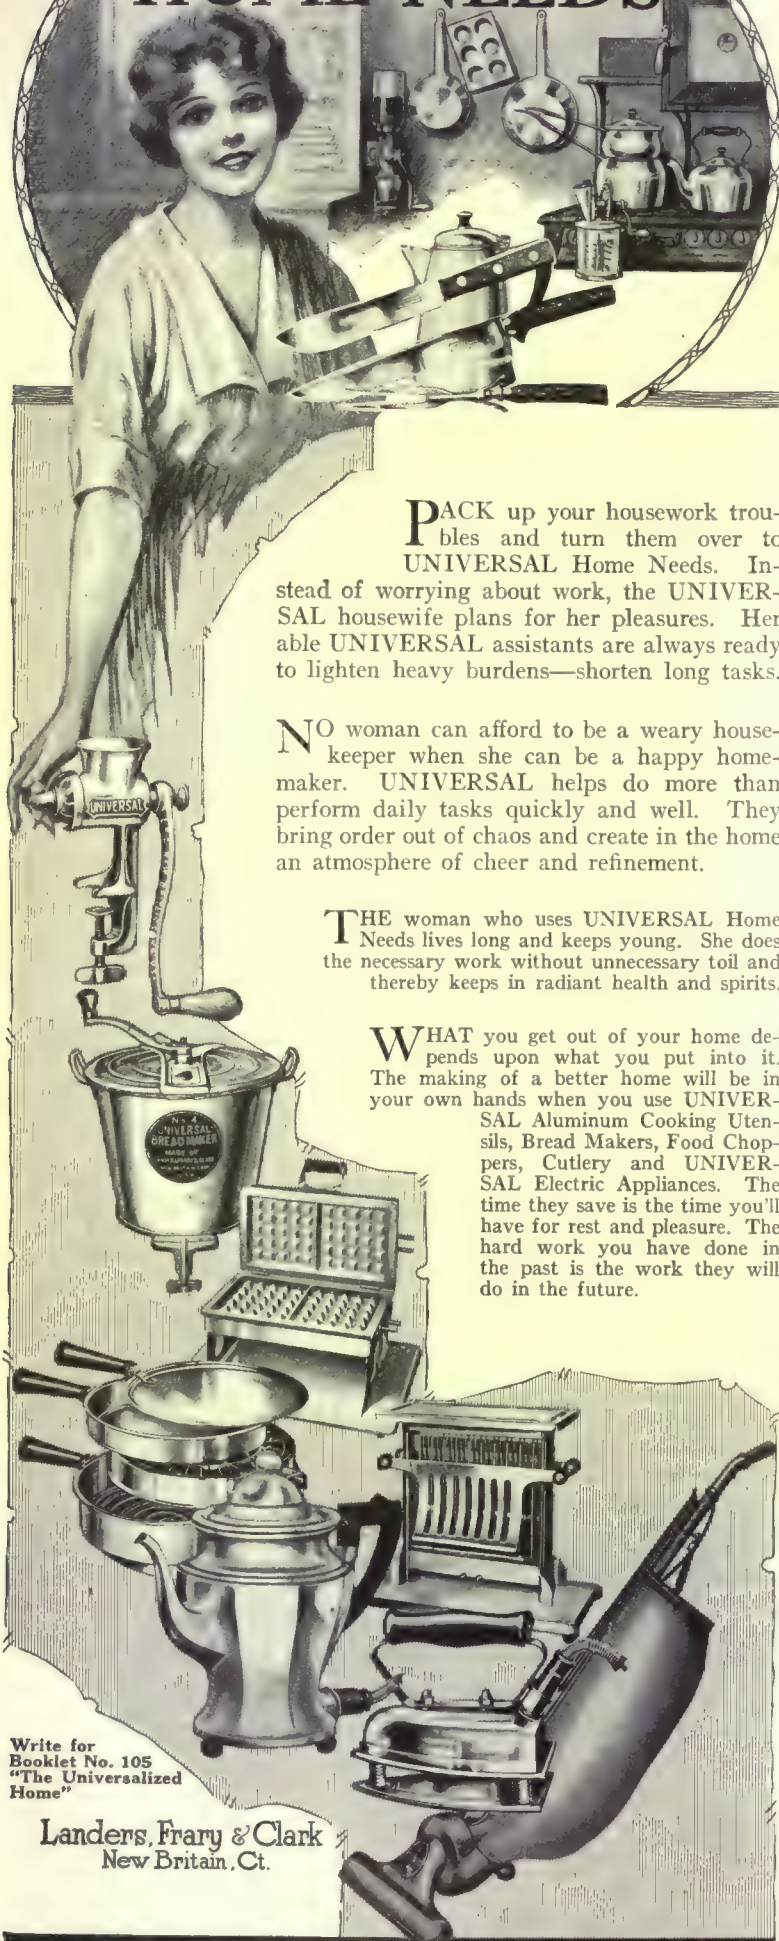 HOME NEEDS
PACK up your housework trou-
bles and turn them over to
UNIVERSAL Home Needs. In-
stead of worrying about work, the UNIVER-
SAL housewife plans for her pleasures. Her
able UNIVERSAL assistants are always ready
to lighten heavy burdens—shorten long tasks.
NO woman can afford to be a weary house-
keeper when she can be a happy home-
maker. UNIVERSAL helps do more than
perform daily tasks quickly and well. They
bring order out of chaos and create in the home
an atmosphere of cheer and refinement.
UNIVERSAL
THE woman who uses UNIVERSAL Home
Needs lives long and keeps young. She does
the necessary work without unnecessary toil and
thereby keeps in radiant health and spirits.
WHAT you get out of your home de-
pends upon what you put into it.
The making of a better home will be in
your own hands when you use UNIVER-
SAL Aluminum Cooking Uten-
sils, Bread Makers, Food Chop-
pers, Cutlery and UNIVER-
SAL Electric Appliances. The
time they save is the time you'll
have for rest and pleasure. The
hard work you have done in
the past is the work they will
do in the future.
No 4
UNIVERSAL
BREAD MAKER
MADE BY
Write for
Booklet No. 105
“The Universalized
Home”
Landers, Frary & Clark
New Britain, Ct.